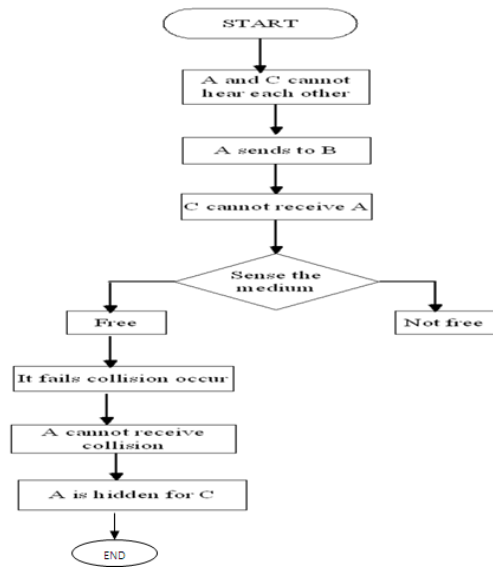 START
A and C cannot
hear each other
A sends to B
C cannot receive A
Sense the
medium
Free
Not free
It fails collision occur
A cannot receive
collision
A is hidden for C
END